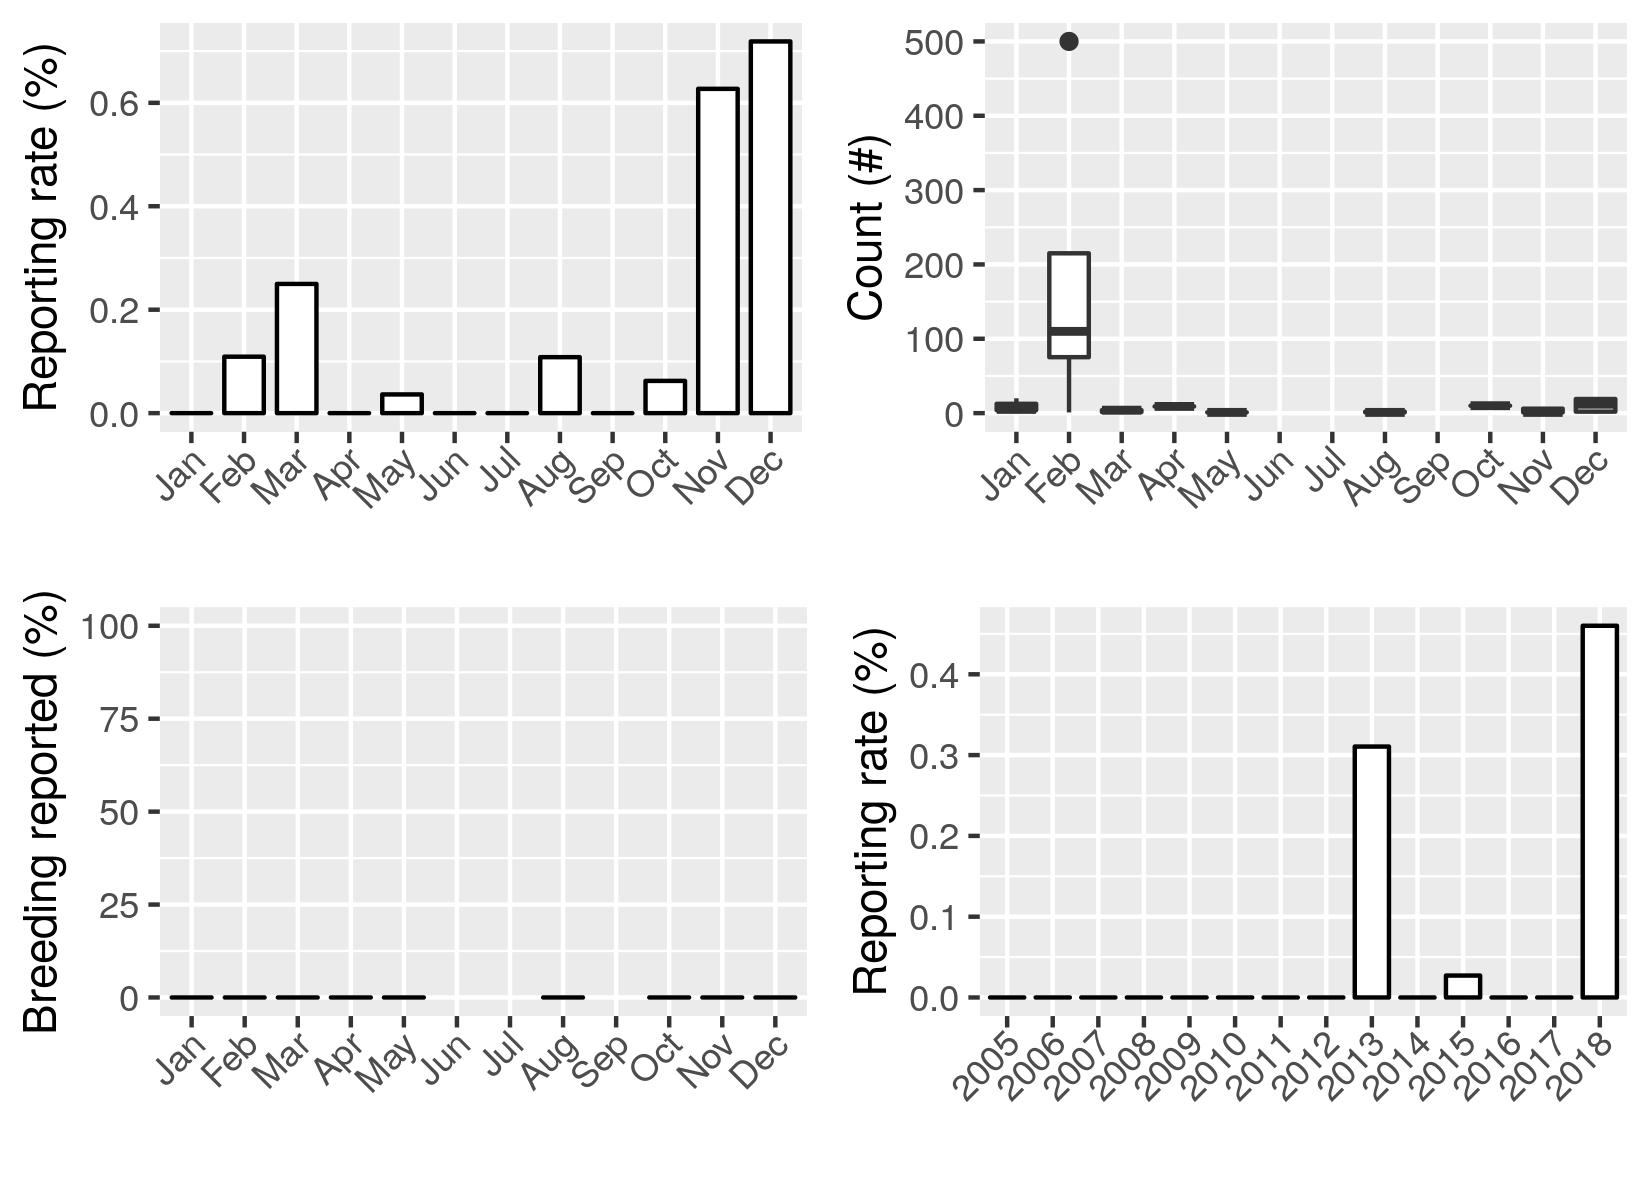 Reporting rate (%)
0.6
0.4
0.2
0.0
Jan Feb Mar Apr May Jun Jul Aug Sep Oct Nov Dec
Count (#)
500
400
300
200
100
0
Jan Feb Mar Apr May Jun Jul Aug Sep Oct Nov Dec
Breeding reported (%)
100
75
50
25
0
Jan Feb Mar Apr May Jun Jul Aug Sep Oct Nov Dec
Reporting rate (%)
0.4
0.3
0.2
0.1
0.0
2005 2006 2007 2008 2009 2010 2011 2012 2013 2014 2015 2016 2017 2018